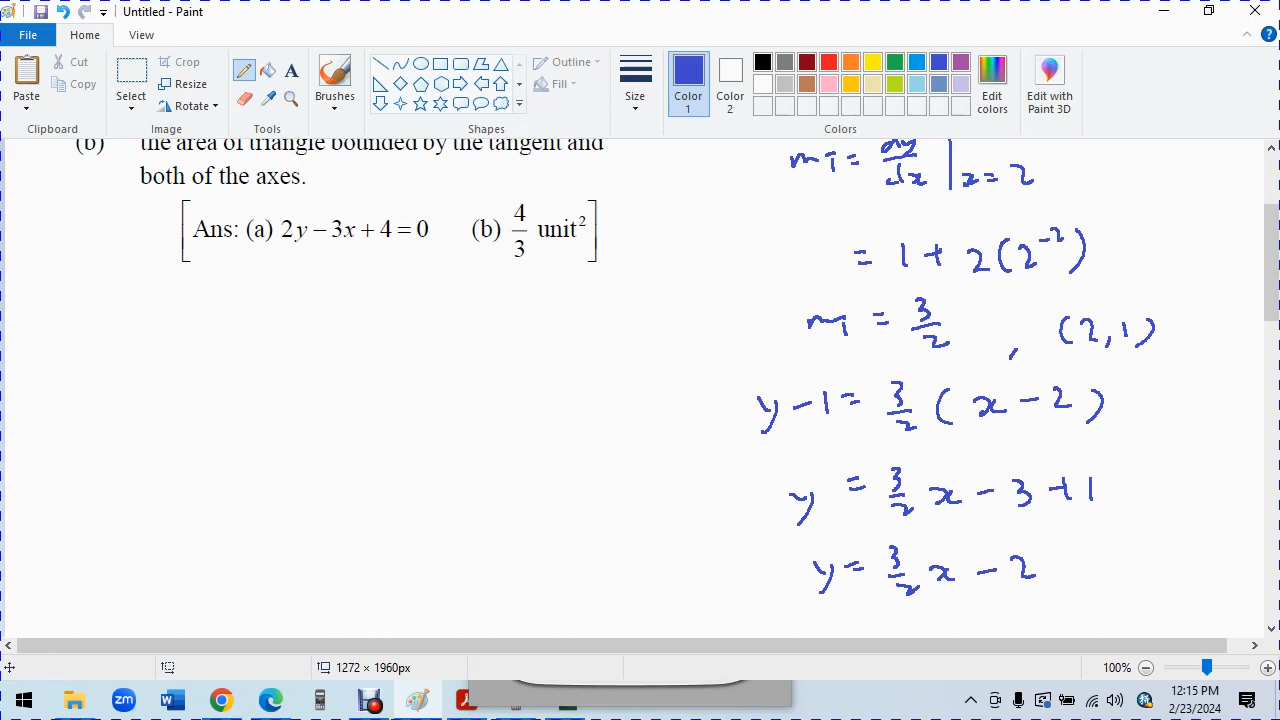 Untitled - Paint
File Home View
Paste Cut Copy Select Crop Resize Rotate Brushes Outline Fill Size Color 1 Color 2 Edit colors Edit with Paint 3D
Clipboard Image Tools Shapes Colors
(b) the area of triangle bounded by the tangent and
both of the axes.
[Ans: (a) 2y − 3x + 4 = 0 (b) 4/3 unit²]
m_T = dy/dx | x = 2
= 1 + 2(2⁻²)
m_T = 3/2 , (2, 1)
y − 1 = 3/2 (x − 2)
y = 3/2 x − 3 + 1
y = 3/2 x − 2
1272 × 1960px 100%
zm W
12:15 PM
2/23/2024